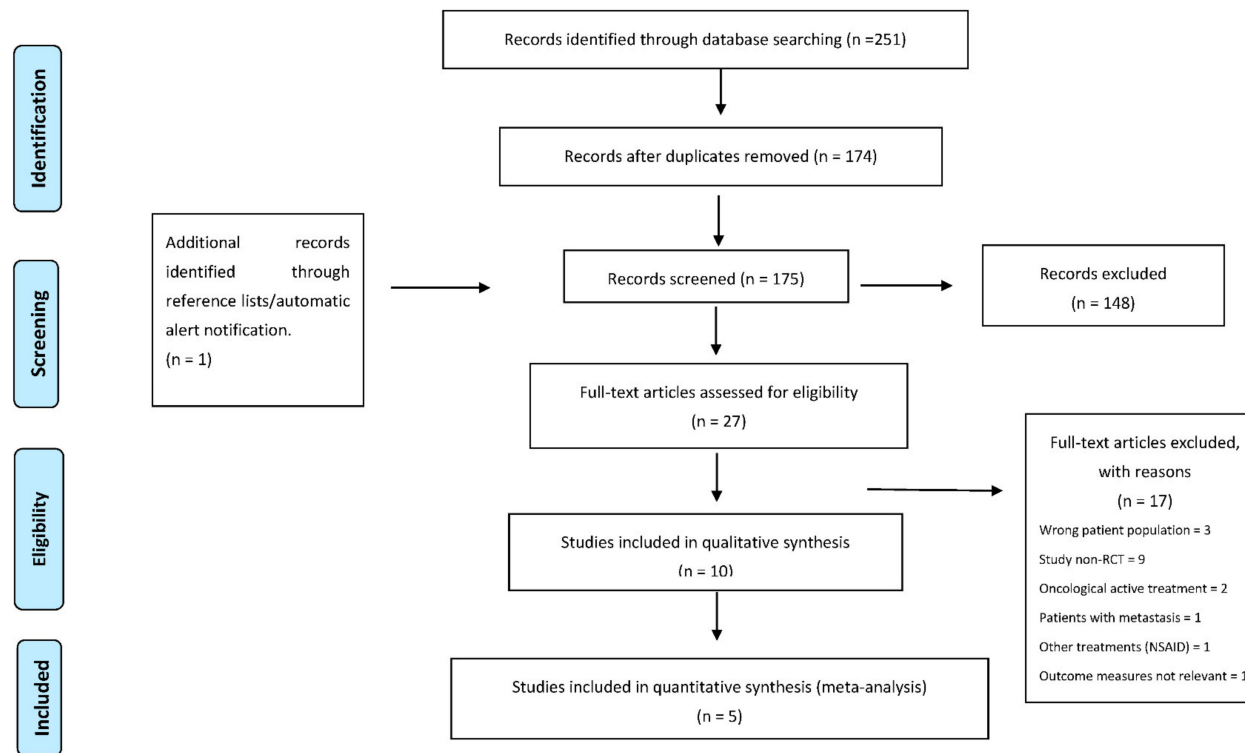 Identification
Records identified through database searching (n =251)
Records after duplicates removed (n = 174)
Screening
Additional records
identified through
reference lists/automatic
alert notification.
(n = 1)
Records screened (n = 175)
Records excluded
(n = 148)
Full-text articles assessed for eligibility
(n = 27)
Eligibility
Full-text articles excluded,
with reasons
(n = 17)
Wrong patient population = 3
Study non-RCT = 9
Oncological active treatment = 2
Patients with metastasis = 1
Other treatments (NSAID) = 1
Outcome measures not relevant = 1
Studies included in qualitative synthesis
(n = 10)
Included
Studies included in quantitative synthesis (meta-analysis)
(n = 5)